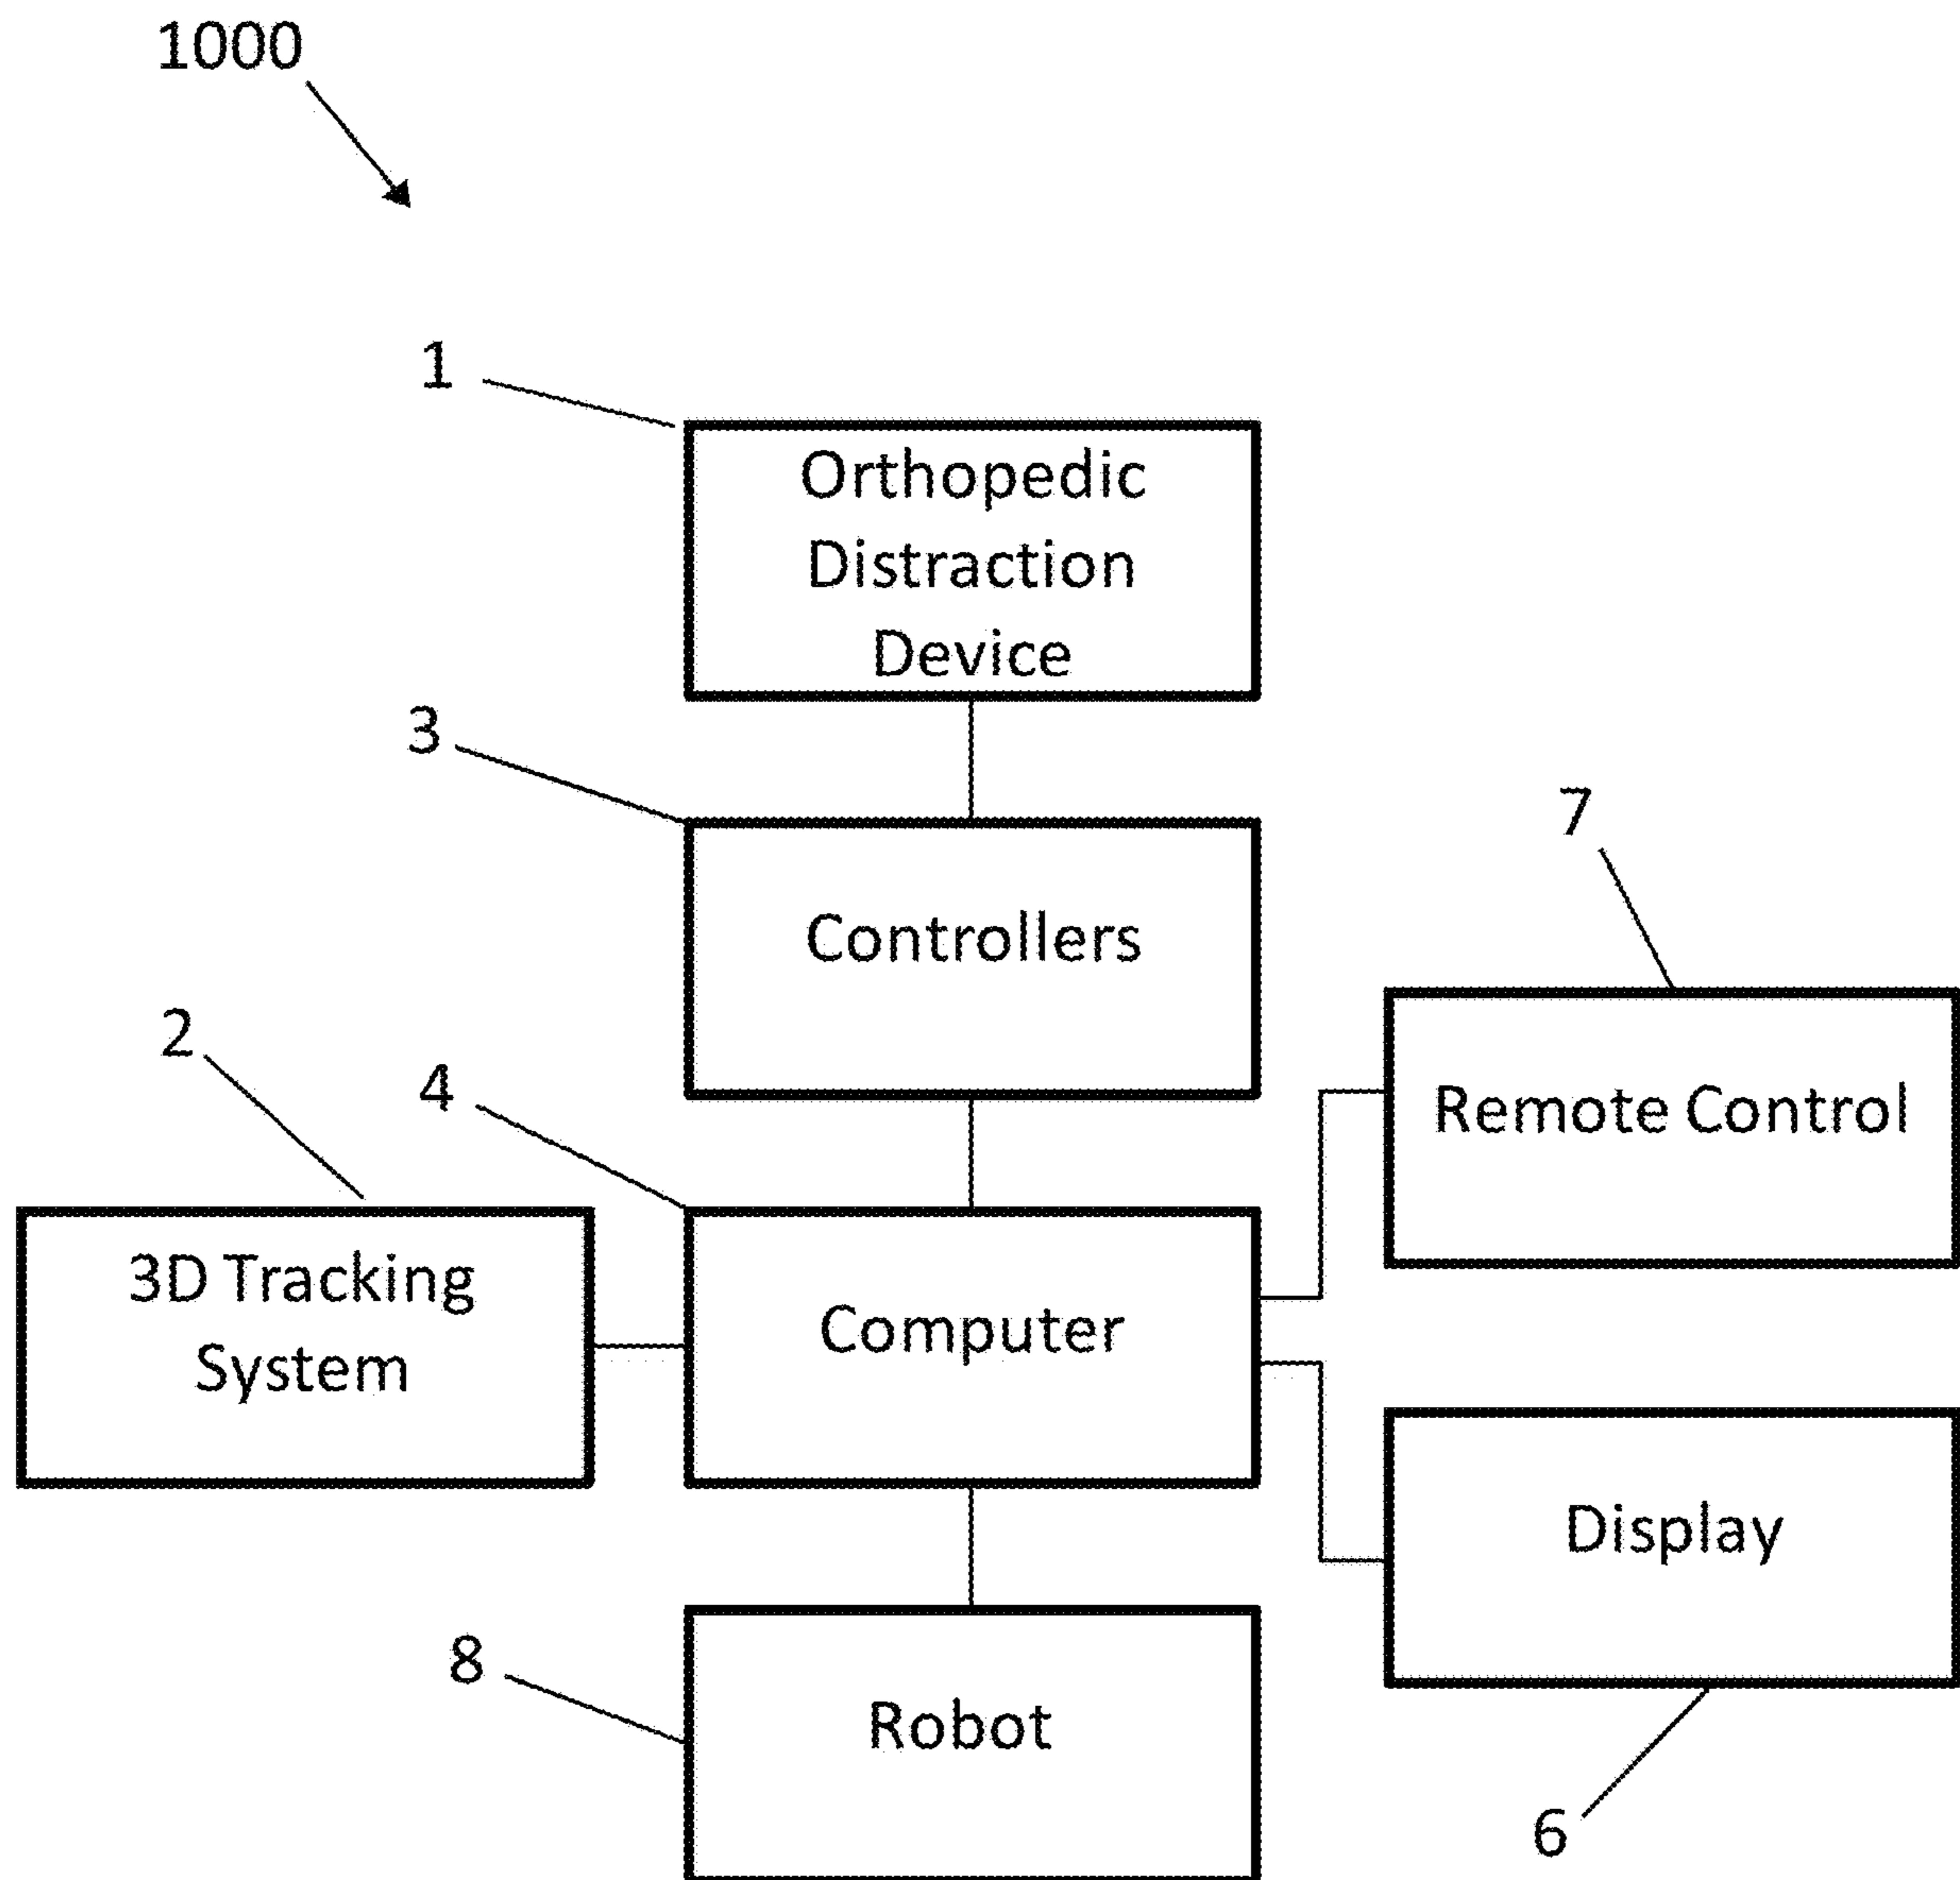 1000
1
Orthopedic
Distraction
Device
3
Controllers
7
Remote Control
2
4
3D Tracking
System
Computer
Display
8
Robot
6